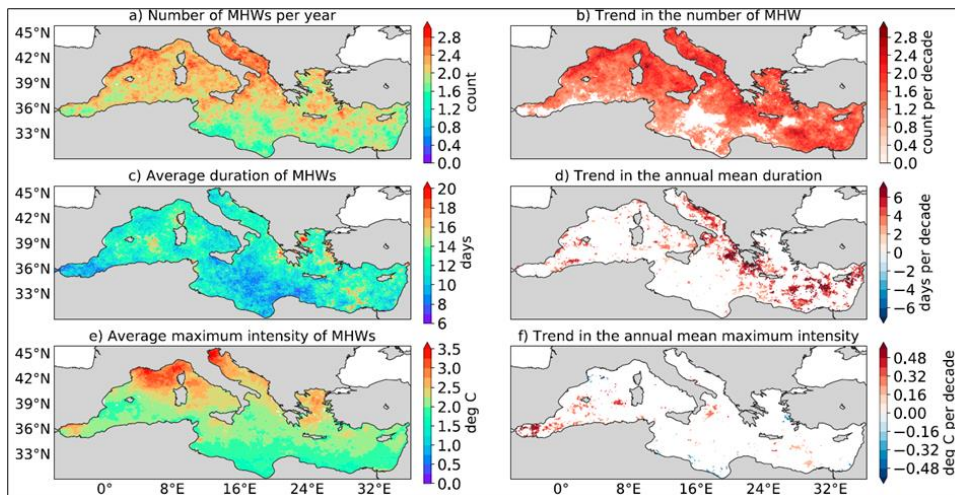 a) Number of MHWs per year
b) Trend in the number of MHW
45°N
42°N
39°N
36°N
33°N
2.8
2.4
2.0
1.6
1.2
0.8
0.4
0.0
count
2.8
2.4
2.0
1.6
1.2
0.8
0.4
0.0
count per decade
c) Average duration of MHWs
d) Trend in the annual mean duration
45°N
42°N
39°N
36°N
33°N
20
18
16
14
12
10
8
6
days
6
4
2
0
−2
−4
−6
days per decade
e) Average maximum intensity of MHWs
f) Trend in the annual mean maximum intensity
45°N
42°N
39°N
36°N
33°N
3.5
3.0
2.5
2.0
1.5
1.0
0.5
0.0
deg C
0.48
0.32
0.16
0.00
−0.16
−0.32
−0.48
deg C per decade
0° 8°E 16°E 24°E 32°E
0° 8°E 16°E 24°E 32°E